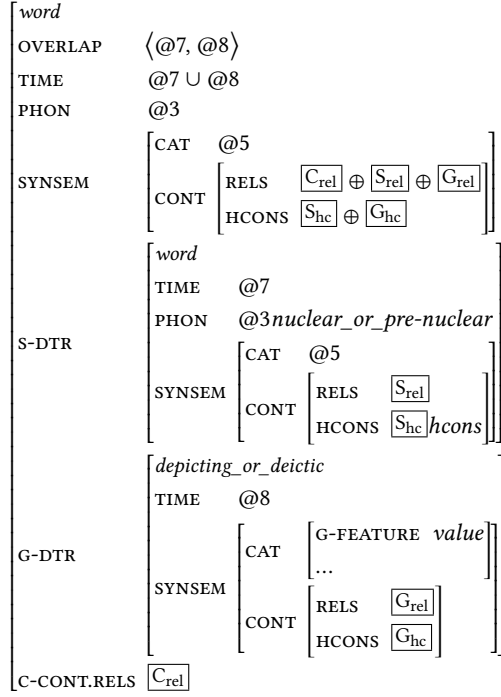 word
OVERLAP ⟨@7, @8⟩
TIME @7 ∪ @8
PHON @3
SYNSEM
CAT @5
CONT
RELS C_rel ⊕ S_rel ⊕ G_rel
HCONS S_hc ⊕ G_hc
S-DTR
word
TIME @7
PHON @3nuclear_or_pre-nuclear
SYNSEM
CAT @5
CONT
RELS S_rel
HCONS S_hc hcons
G-DTR
depicting_or_deictic
TIME @8
SYNSEM
CAT
G-FEATURE value
...
CONT
RELS G_rel
HCONS G_hc
C-CONT.RELS C_rel